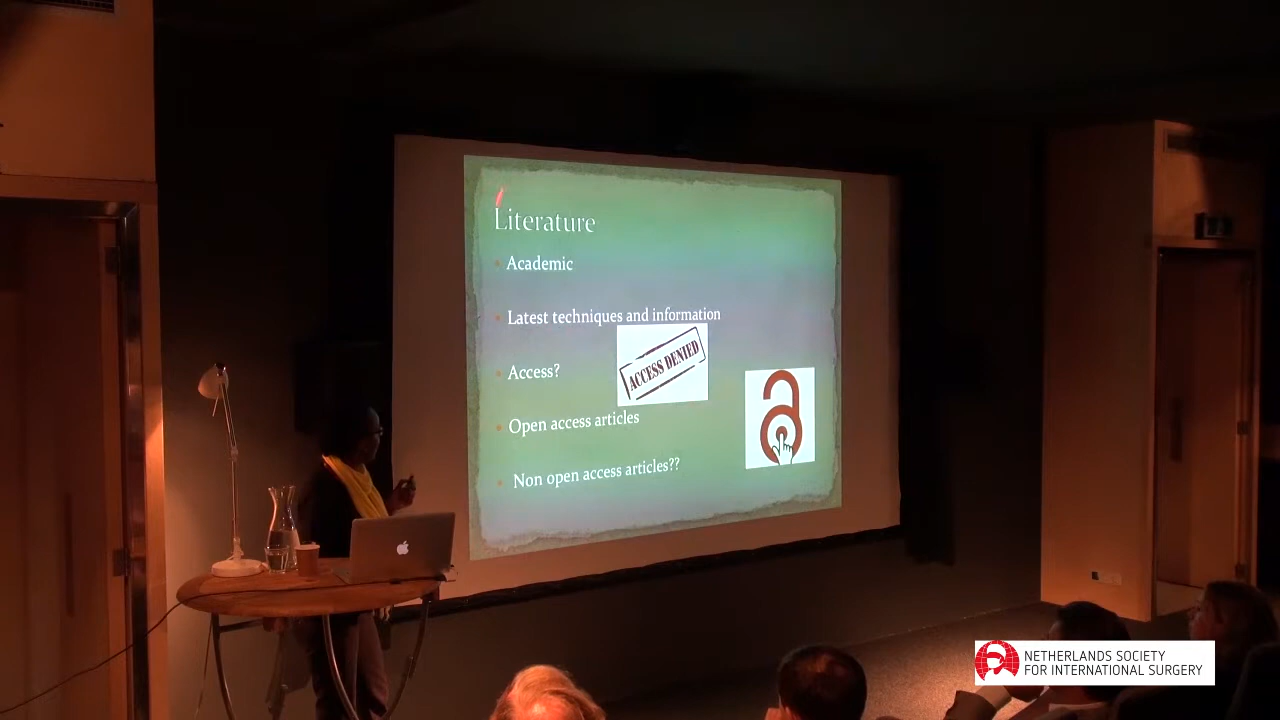 Literature
Academic
Latest techniques and information
ACCESS DENIED
Access?
Open access articles
Non open access articles??
NETHERLANDS SOCIETY
FOR INTERNATIONAL SURGERY